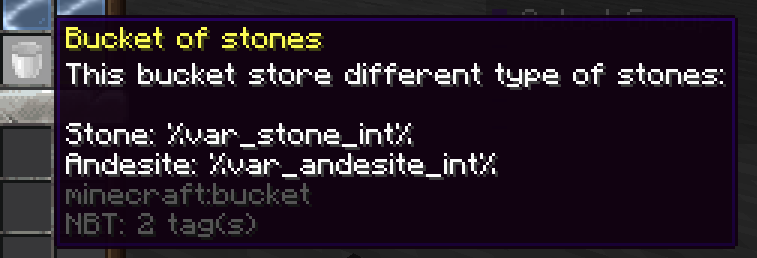 Bucket of stones
This bucket store different type of stones:
Stone: %var_stone_int%
Andesite: %var_andesite_int%
minecraft:bucket
NBT: 2 tag(s)